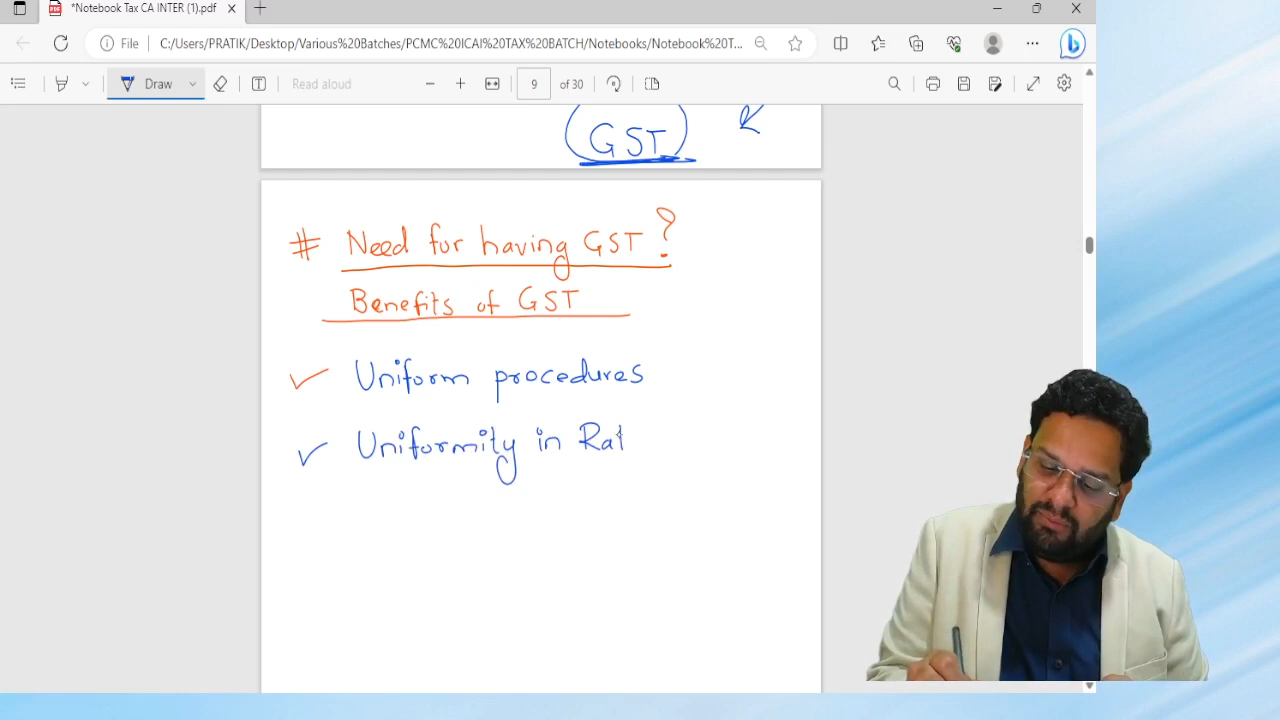 *Notebook Tax CA INTER (1).pdf
File C:/Users/PRATIK/Desktop/Various%20Batches/PCMC%20ICAI%20TAX%20BATCH/Notebooks/Notebook%20T...
Draw Read aloud 9 of 30
GST
# Need for having GST?
Benefits of GST
✓ Uniform procedures
✓ Uniformity in Rat